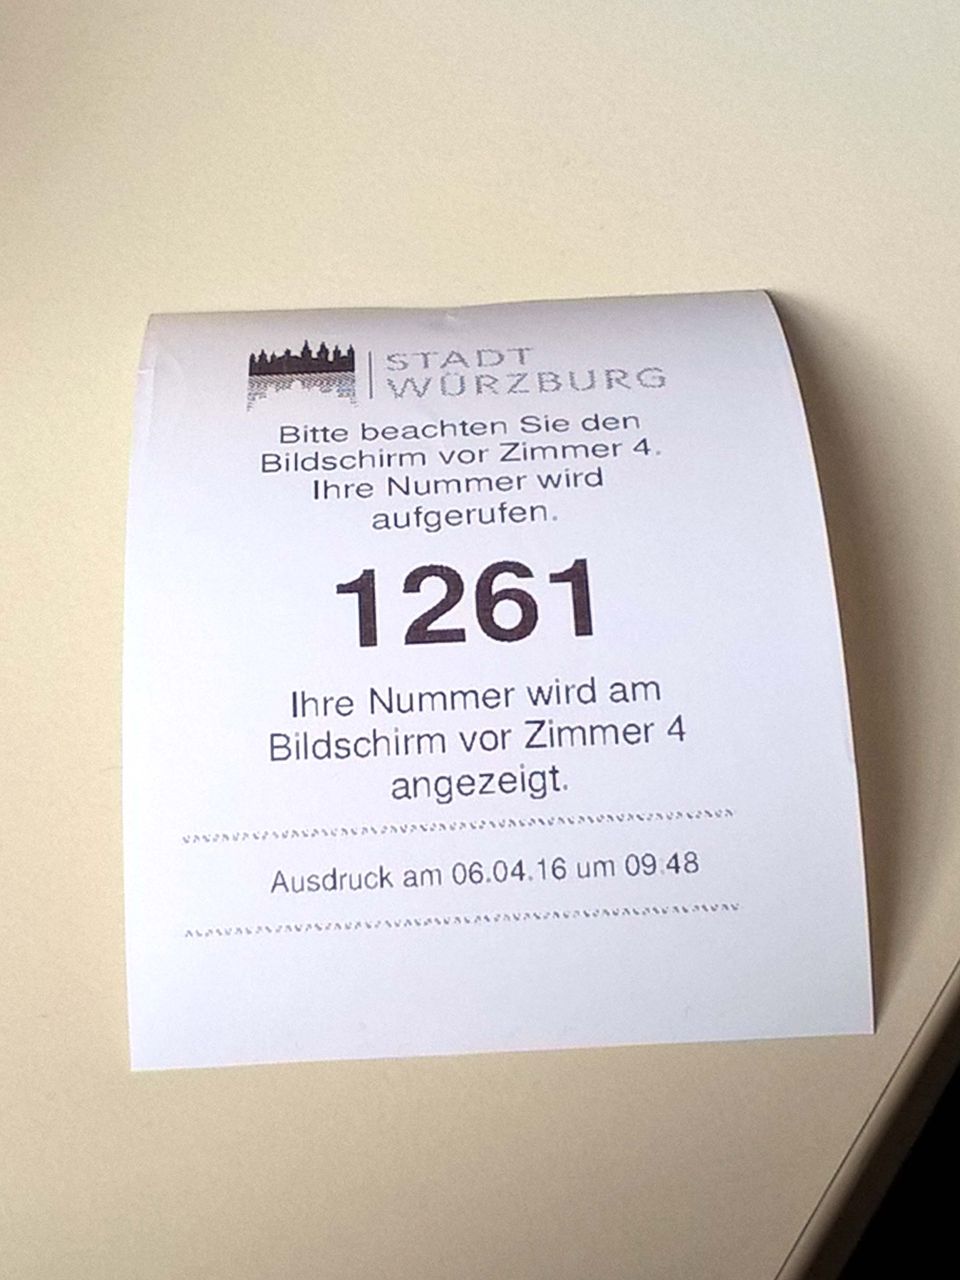 STADT
WÜRZBURG
Bitte beachten Sie den
Bildschirm vor Zimmer 4.
Ihre Nummer wird
aufgerufen.
1261
Ihre Nummer wird am
Bildschirm vor Zimmer 4
angezeigt.
Ausdruck am 06.04.16 um 09:48